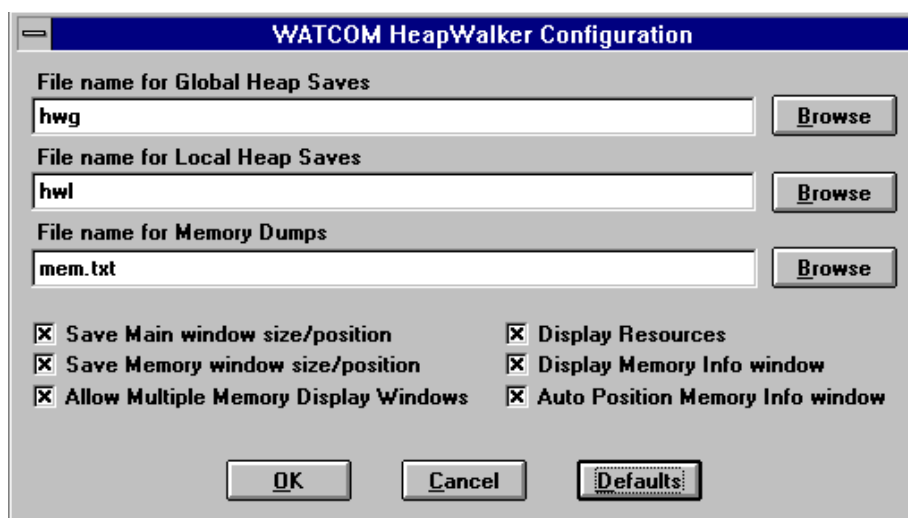 WATCOM HeapWalker Configuration
File name for Global Heap Saves
hwg
Browse
File name for Local Heap Saves
hwl
Browse
File name for Memory Dumps
mem.txt
Browse
Save Main window size/position
Display Resources
Save Memory window size/position
Display Memory Info window
Allow Multiple Memory Display Windows
Auto Position Memory Info window
OK
Cancel
Defaults